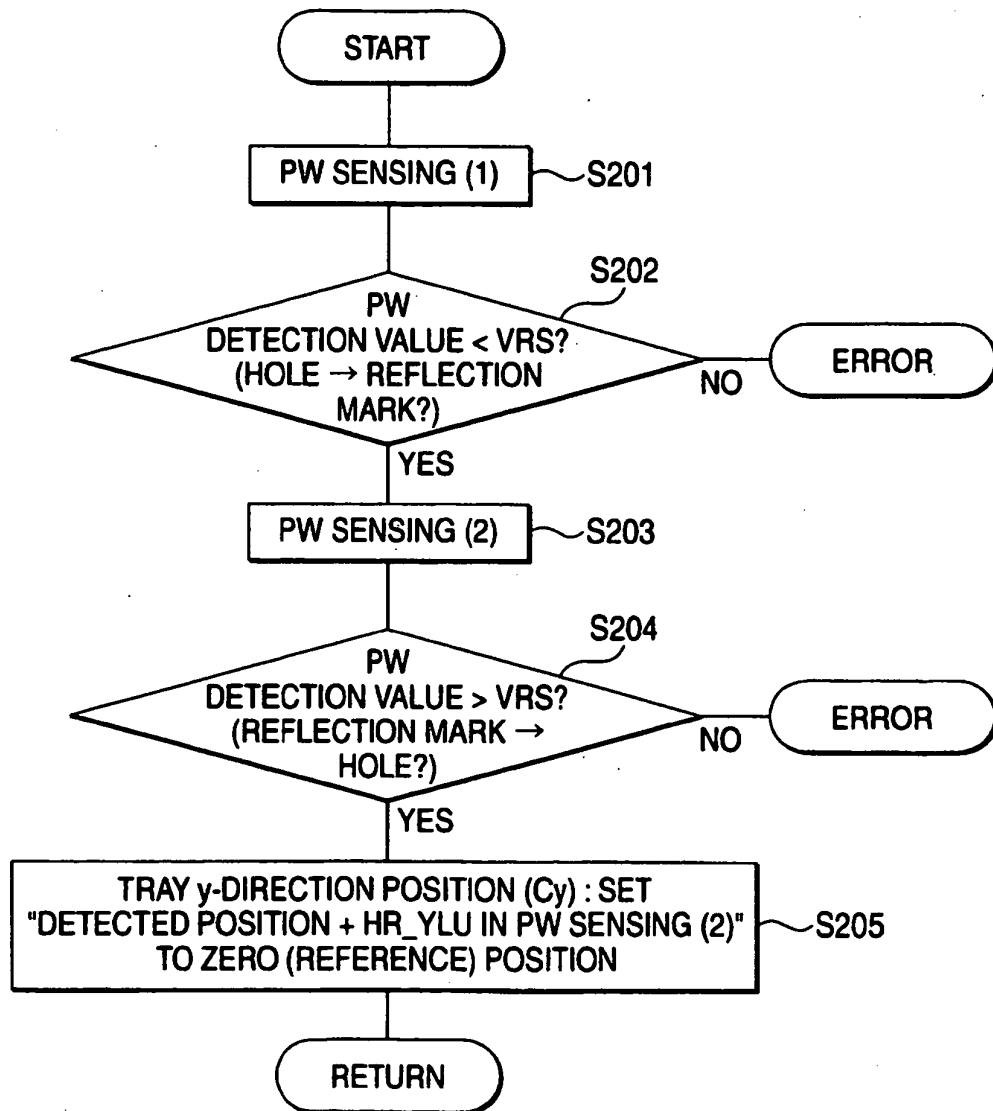 START
PW SENSING (1)
S201
S202
PW
DETECTION VALUE < VRS?
(HOLE → REFLECTION
MARK?)
NO
ERROR
YES
PW SENSING (2)
S203
S204
PW
DETECTION VALUE > VRS?
(REFLECTION MARK →
HOLE?)
NO
ERROR
YES
TRAY y-DIRECTION POSITION (Cy) : SET
"DETECTED POSITION + HR_YLU IN PW SENSING (2)"
TO ZERO (REFERENCE) POSITION
S205
RETURN